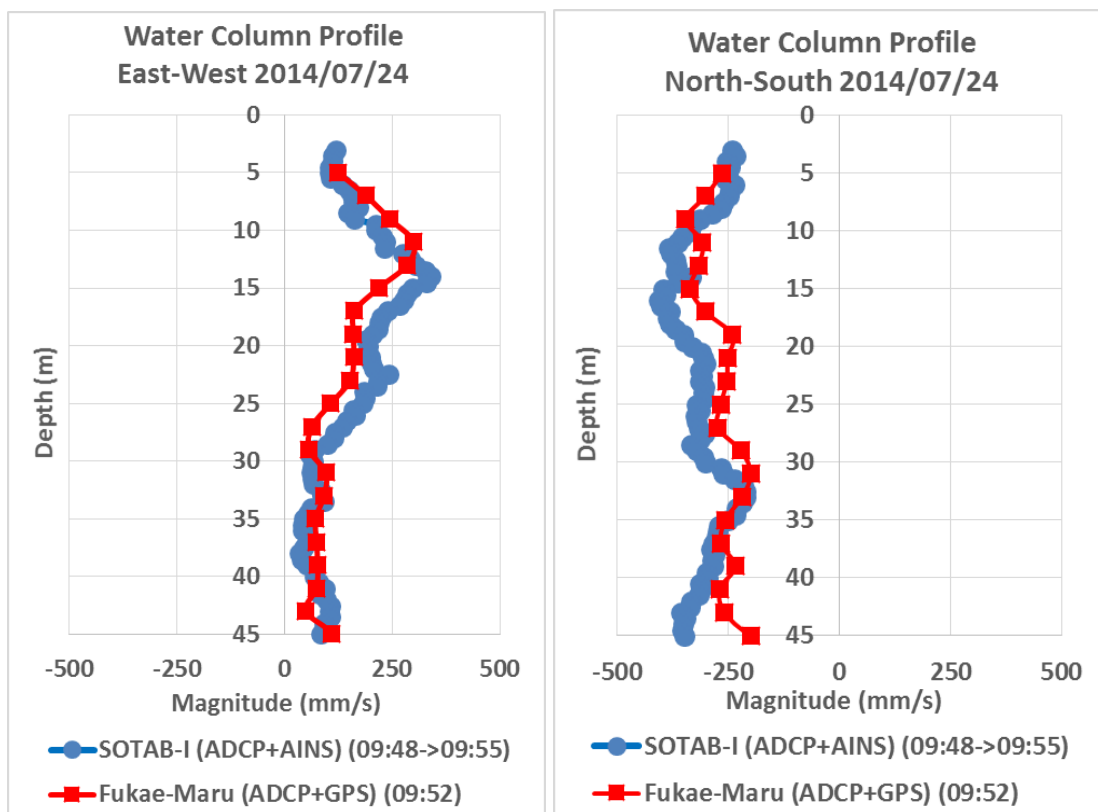 Water Column Profile
East-West 2014/07/24
0
5
10
15
20
25
30
35
40
45
-500
-250
0
250
500
Depth (m)
Magnitude (mm/s)
SOTAB-I (ADCP+AINS) (09:48->09:55)
Fukae-Maru (ADCP+GPS) (09:52)
Water Column Profile
North-South 2014/07/24
0
5
10
15
20
25
30
35
40
45
-500
-250
0
250
500
Depth (m)
Magnitude (mm/s)
SOTAB-I (ADCP+AINS) (09:48->09:55)
Fukae-Maru (ADCP+GPS) (09:52)